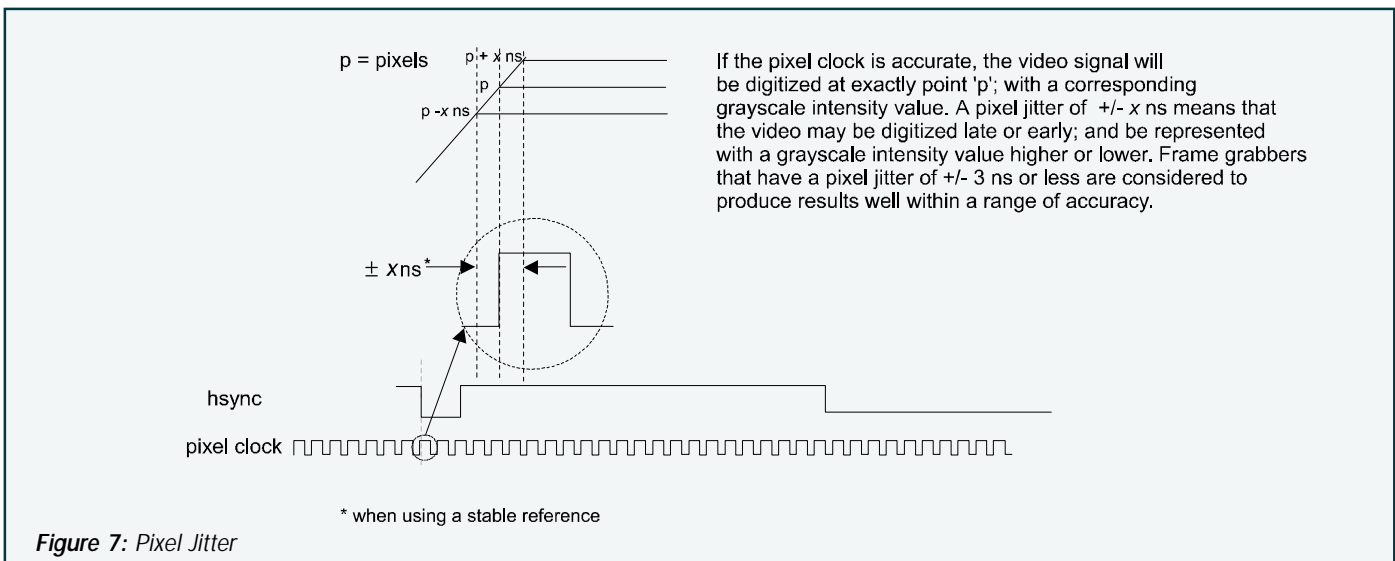 p = pixels
p + x ns
p
p -x ns
If the pixel clock is accurate, the video signal will
be digitized at exactly point 'p'; with a corresponding
grayscale intensity value. A pixel jitter of +/- x ns means that
the video may be digitized late or early; and be represented
with a grayscale intensity value higher or lower. Frame grabbers
that have a pixel jitter of +/- 3 ns or less are considered to
produce results well within a range of accuracy.
± xns*
hsync
pixel clock
* when using a stable reference
Figure 7: Pixel Jitter